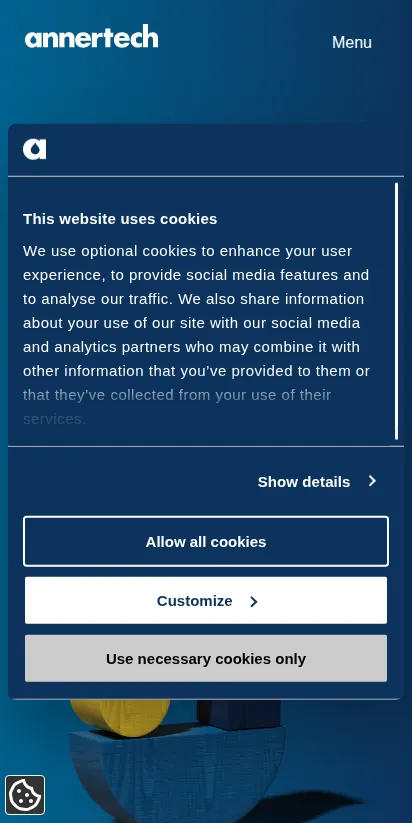 annertech
Menu
a
This website uses cookies
We use optional cookies to enhance your user
experience, to provide social media features and
to analyse our traffic. We also share information
about your use of our site with our social media
and analytics partners who may combine it with
other information that you’ve provided to them or
that they’ve collected from your use of their
services.
Show details
Allow all cookies
Customize
Use necessary cookies only